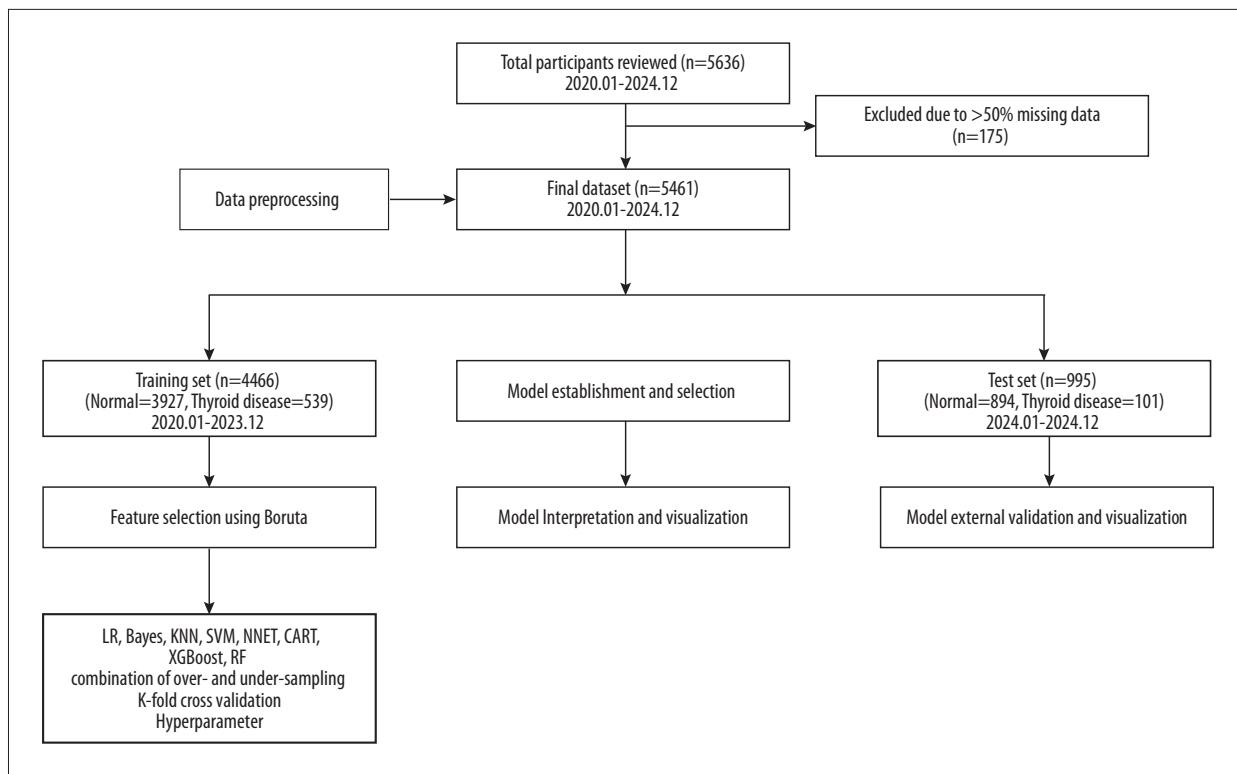 Total participants reviewed (n=5636)
2020.01-2024.12
Excluded due to >50% missing data
(n=175)
Data preprocessing
Final dataset (n=5461)
2020.01-2024.12
Training set (n=4466)
(Normal=3927, Thyroid disease=539)
2020.01-2023.12
Model establishment and selection
Test set (n=995)
(Normal=894, Thyroid disease=101)
2024.01-2024.12
Feature selection using Boruta
Model Interpretation and visualization
Model external validation and visualization
LR, Bayes, KNN, SVM, NNET, CART,
XGBoost, RF
combination of over- and under-sampling
K-fold cross validation
Hyperparameter